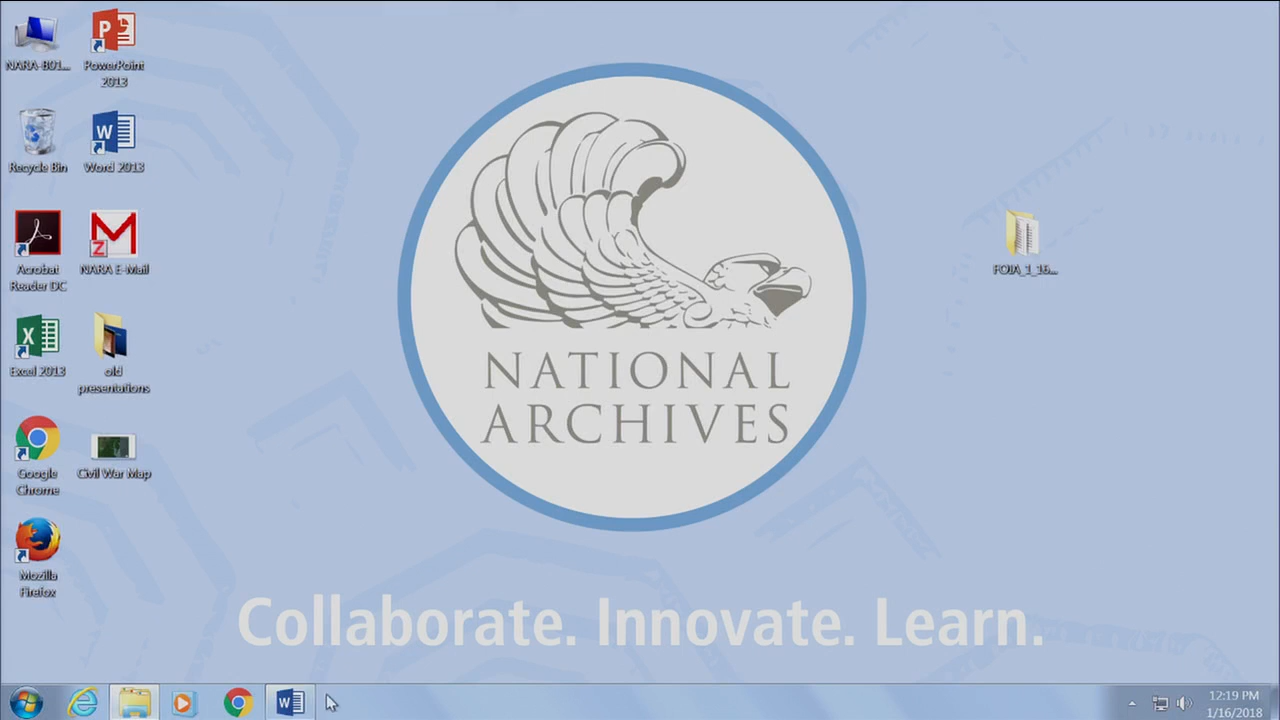 NARA-B01...
PowerPoint
2013
Recycle Bin
Word 2013
Acrobat
Reader DC
NARA E-Mail
Excel 2013
old
presentations
Google
Chrome
Civil War Map
Mozilla
Firefox
FOIA_1_16...
NATIONAL
ARCHIVES
Collaborate. Innovate. Learn.
12:19 PM
1/16/2018